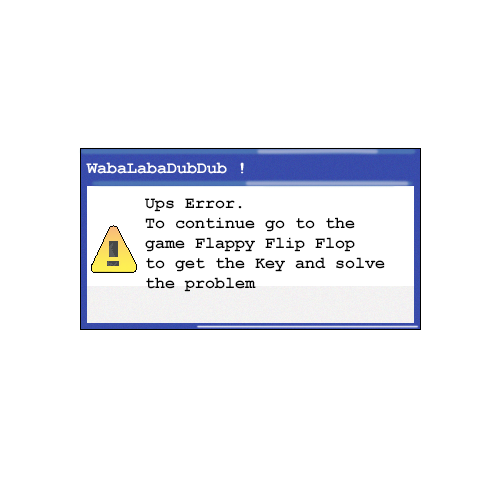 WabaLabaDubDub !
Ups Error.
To continue go to the
game Flappy Flip Flop
to get the Key and solve
the problem